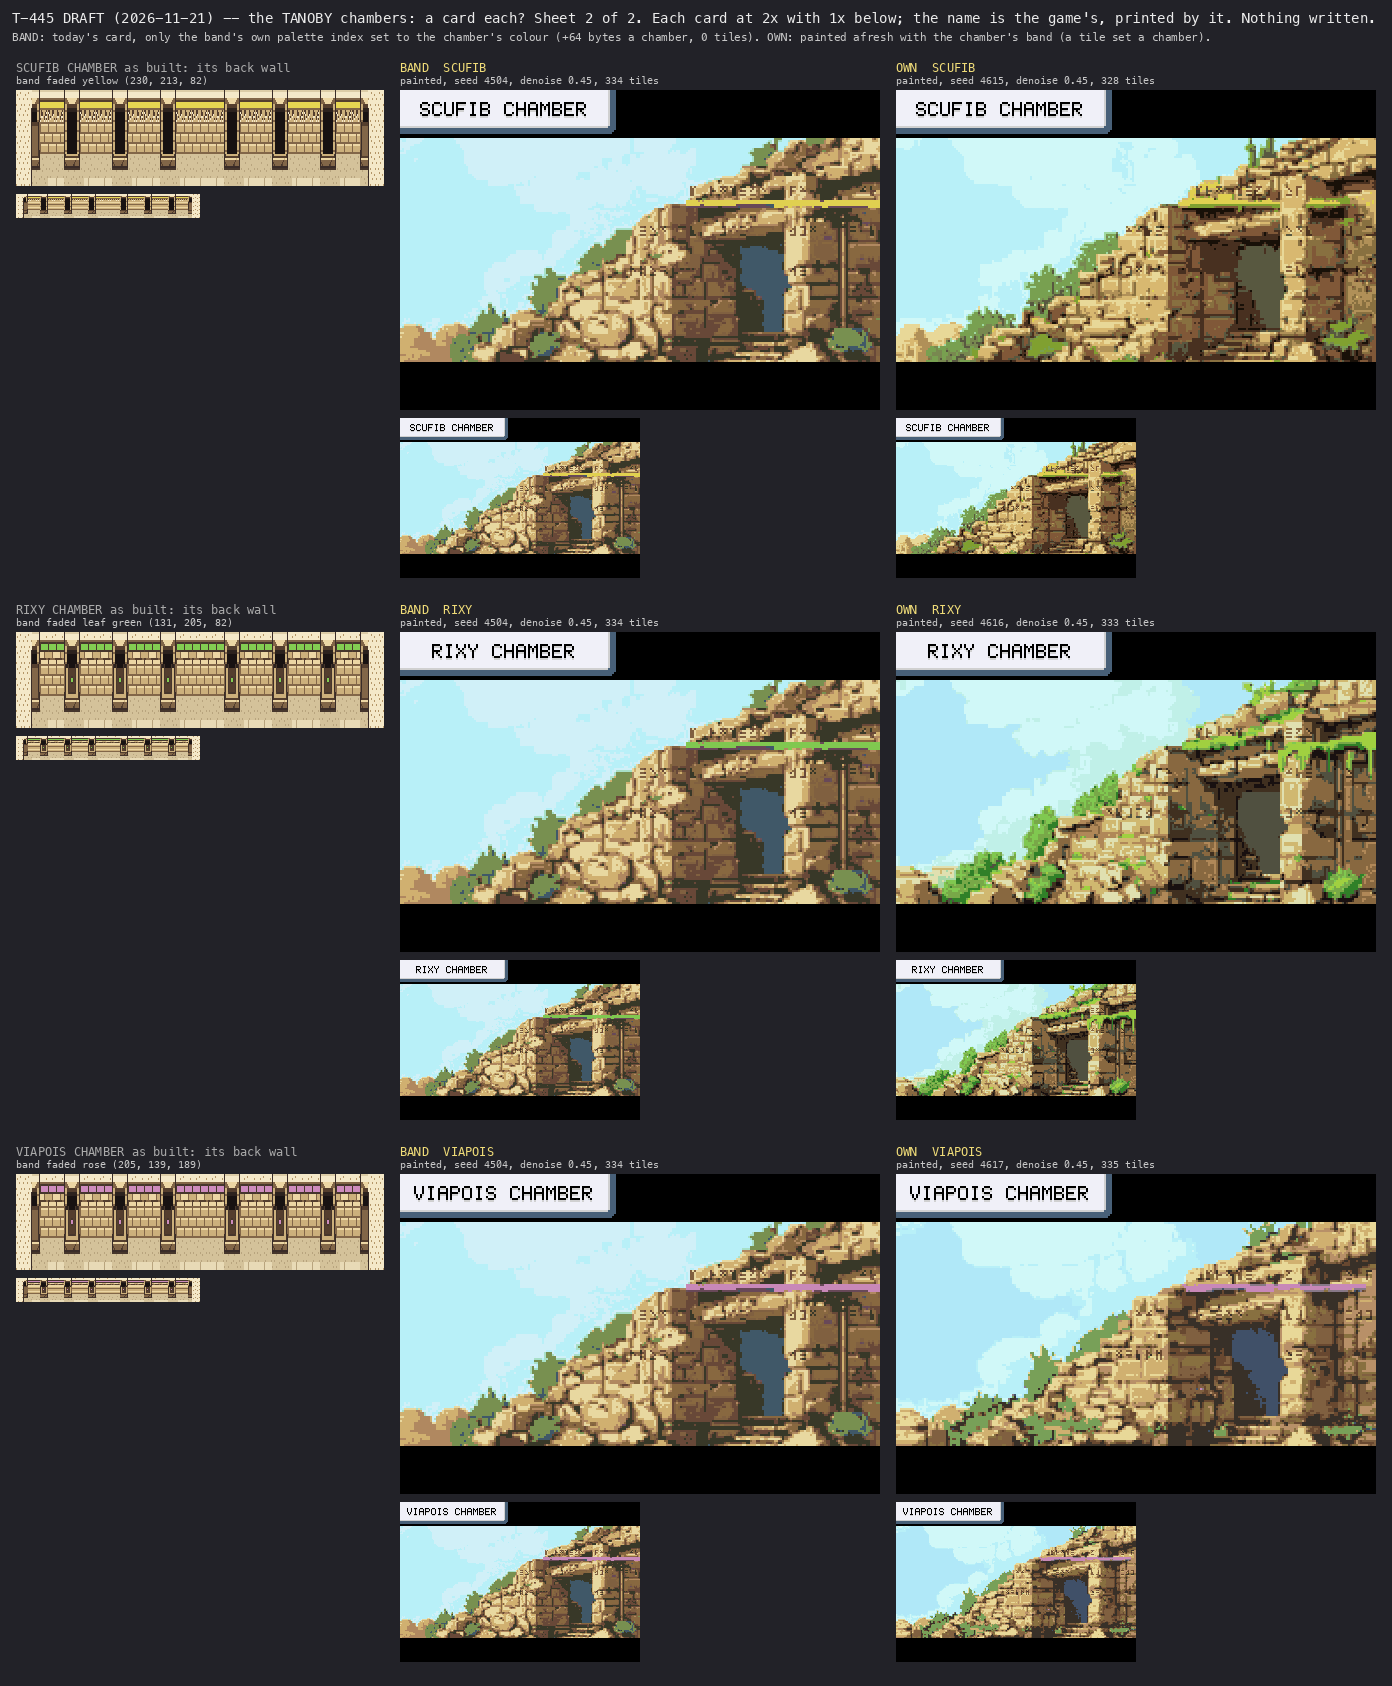 T-445 DRAFT (2026-11-21) -- the TANOBY chambers: a card each? Sheet 2 of 2. Each card at 2x with 1x below; the name is the game's, printed by it. Nothing written.
BAND: today's card, only the band's own palette index set to the chamber's colour (+64 bytes a chamber, 0 tiles). OWN: painted afresh with the chamber's band (a tile set a chamber).
SCUFIB CHAMBER as built: its back wall
band faded yellow (230, 213, 82)
BAND SCUFIB
painted, seed 4504, denoise 0.45, 334 tiles
SCUFIB CHAMBER
SCUFIB CHAMBER
OWN SCUFIB
painted, seed 4615, denoise 0.45, 328 tiles
SCUFIB CHAMBER
SCUFIB CHAMBER
RIXY CHAMBER as built: its back wall
band faded leaf green (131, 205, 82)
BAND RIXY
painted, seed 4504, denoise 0.45, 334 tiles
RIXY CHAMBER
RIXY CHAMBER
OWN RIXY
painted, seed 4616, denoise 0.45, 333 tiles
RIXY CHAMBER
RIXY CHAMBER
VIAPOIS CHAMBER as built: its back wall
band faded rose (205, 139, 189)
BAND VIAPOIS
painted, seed 4504, denoise 0.45, 334 tiles
VIAPOIS CHAMBER
VIAPOIS CHAMBER
OWN VIAPOIS
painted, seed 4617, denoise 0.45, 335 tiles
VIAPOIS CHAMBER
VIAPOIS CHAMBER